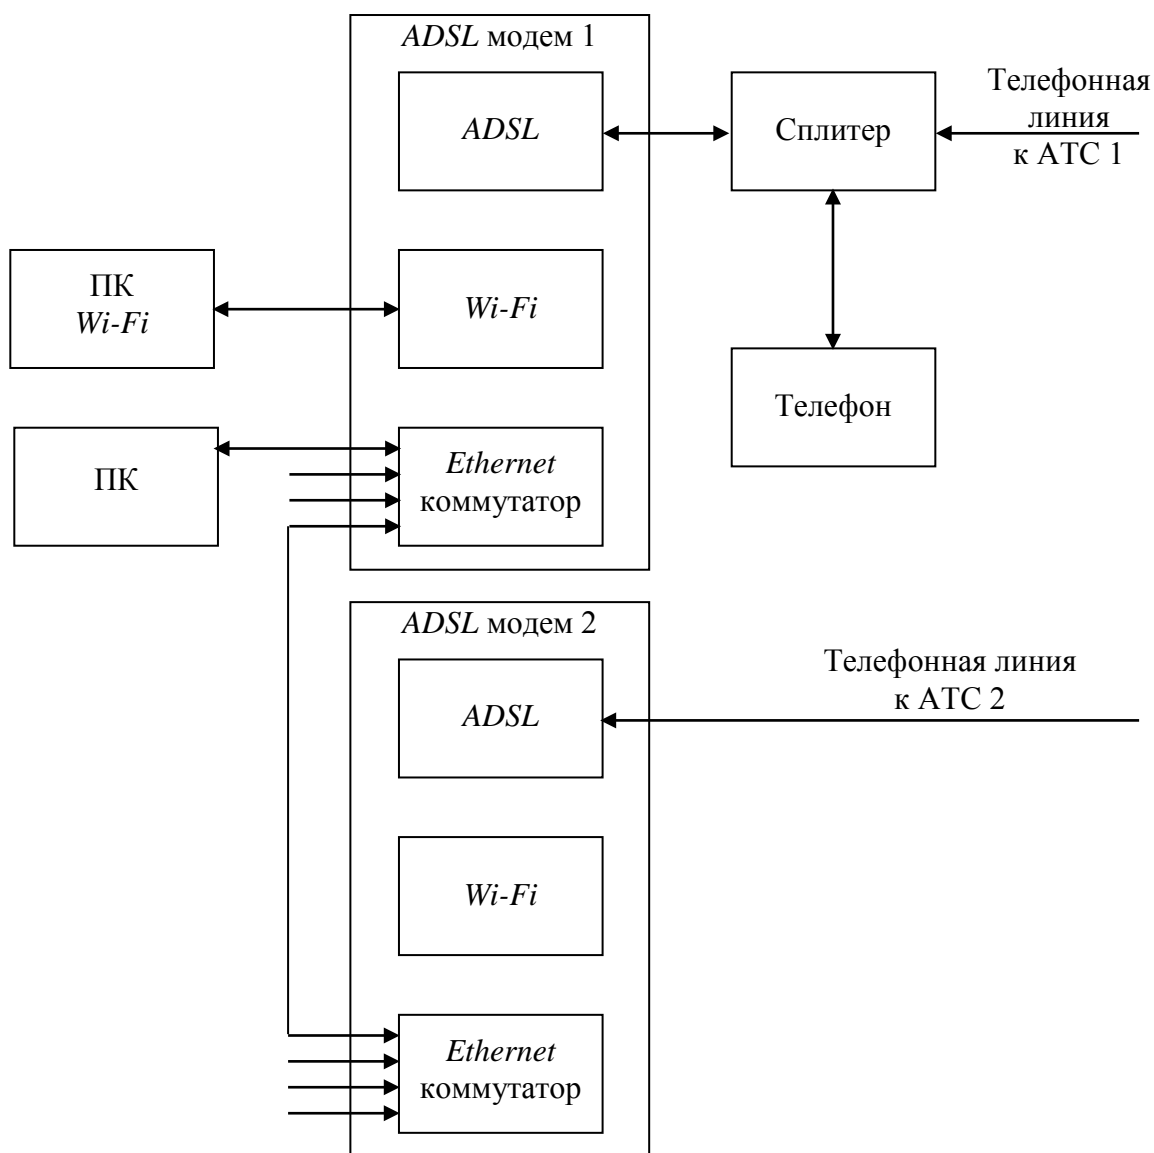 ADSL модем 1
ADSL
Сплитер
Телефонная
линия
к АТС 1
ПК
Wi-Fi
Wi-Fi
Телефон
ПК
Ethernet
коммутатор
ADSL модем 2
ADSL
Телефонная линия
к АТС 2
Wi-Fi
Ethernet
коммутатор